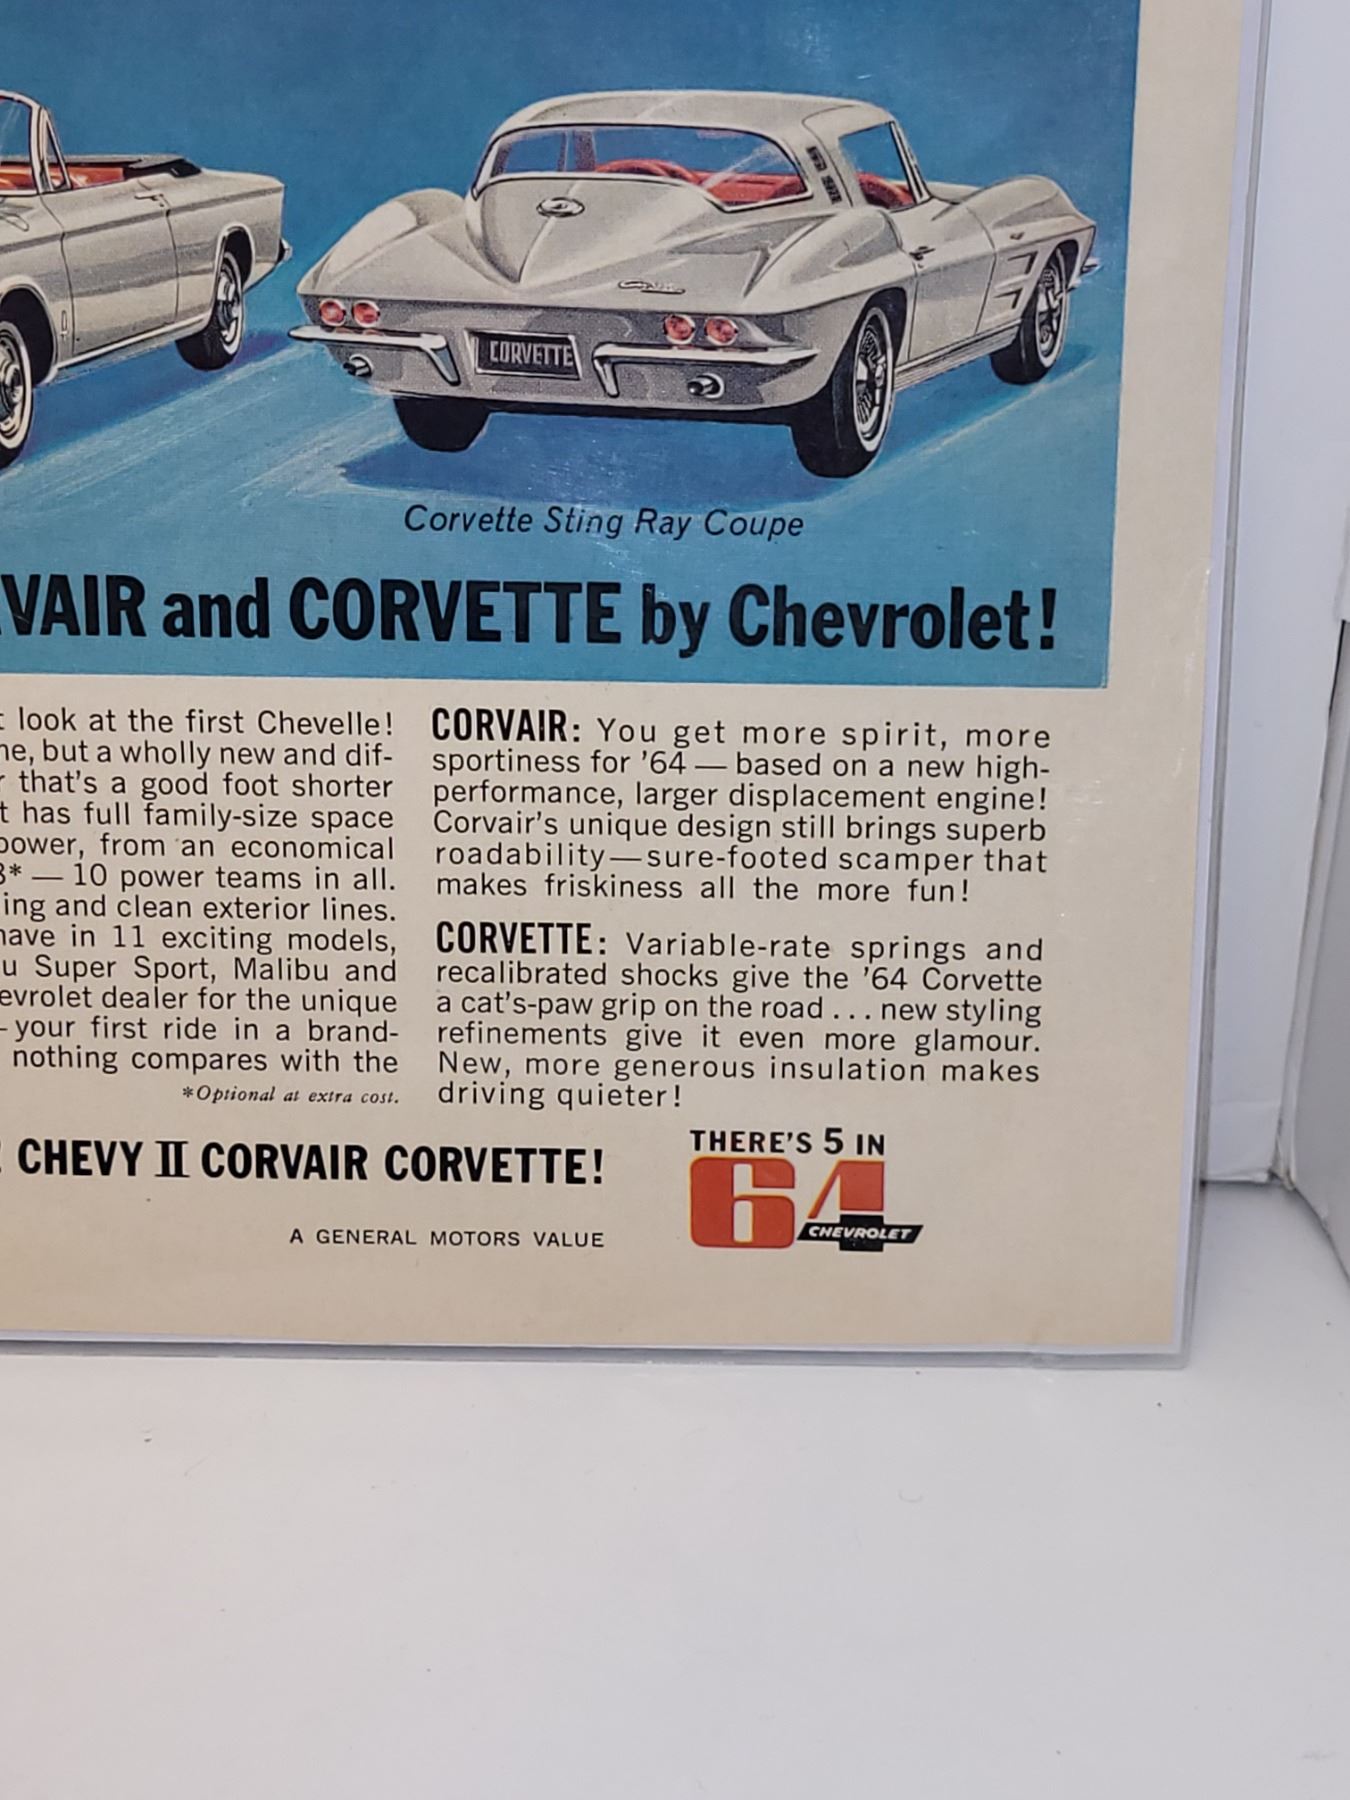 CORVETTE
Corvette Sting Ray Coupe
VAIR and CORVETTE by Chevrolet!
look at the first Chevelle!
but a wholly new and dif-
that's a good foot shorter
has full family-size space
power, from an economical
8* — 10 power teams in all.
ing and clean exterior lines.
have in 11 exciting models,
u Super Sport, Malibu and
evrolet dealer for the unique
- your first ride in a brand-
nothing compares with the
*Optional at extra cost.
CORVAIR: You get more spirit, more
sportiness for '64 — based on a new high-
performance, larger displacement engine!
Corvair's unique design still brings superb
roadability—sure-footed scamper that
makes friskiness all the more fun!
CORVETTE: Variable-rate springs and
recalibrated shocks give the '64 Corvette
a cat's-paw grip on the road ... new styling
refinements give it even more glamour.
New, more generous insulation makes
driving quieter!
CHEVY II CORVAIR CORVETTE!
A GENERAL MOTORS VALUE
THERE'S 5 IN
64
CHEVROLET